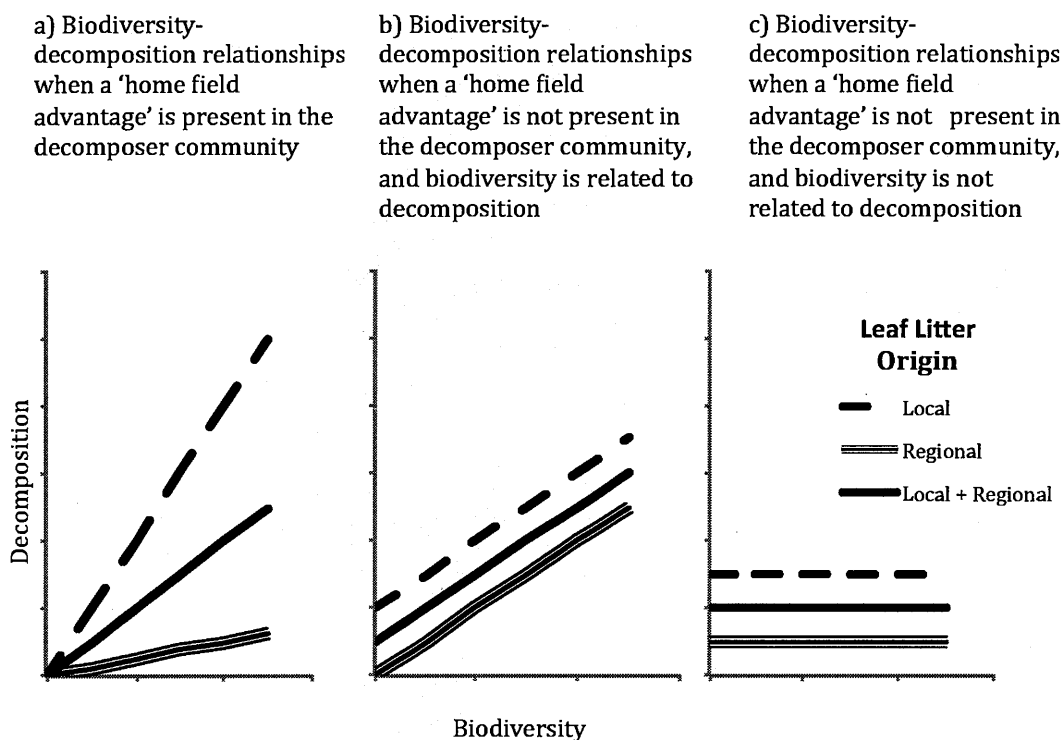 a) Biodiversity-
decomposition relationships
when a ‘home field
advantage’ is present in the
decomposer community
b) Biodiversity-
decomposition relationships
when a ‘home field
advantage’ is not present in
the decomposer community,
and biodiversity is related to
decomposition
c) Biodiversity-
decomposition relationships
when a ‘home field
advantage’ is not present in
the decomposer community,
and biodiversity is not
related to decomposition
Decomposition
Leaf Litter
Origin
Local
Regional
Local + Regional
Biodiversity